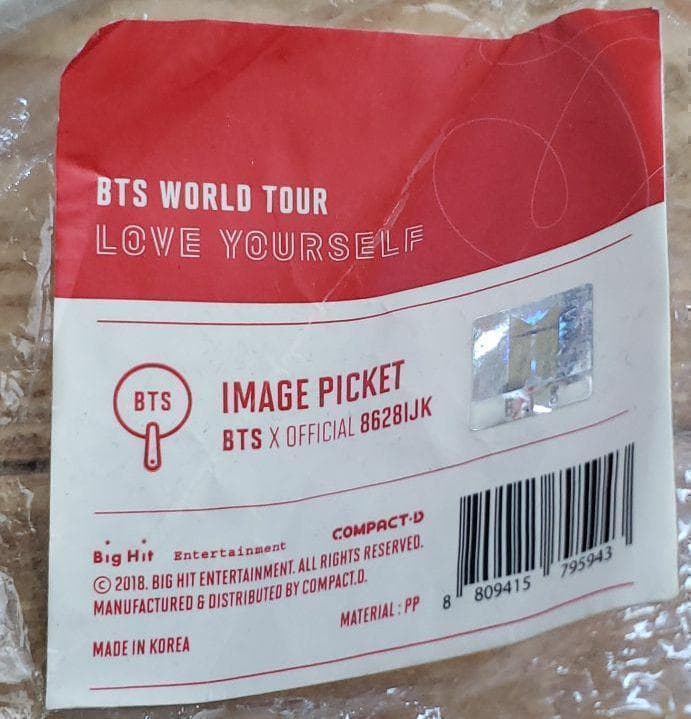 BTS WORLD TOUR
LOVE YOURSELF
BTS
IMAGE PICKET
BTS X OFFICIAL 8628IJK
Big Hit Entertainment
COMPACT-D
© 2018. BIG HIT ENTERTAINMENT. ALL RIGHTS RESERVED.
MANUFACTURED & DISTRIBUTED BY COMPACT.D.
MATERIAL : PP
MADE IN KOREA
8 809415 795943